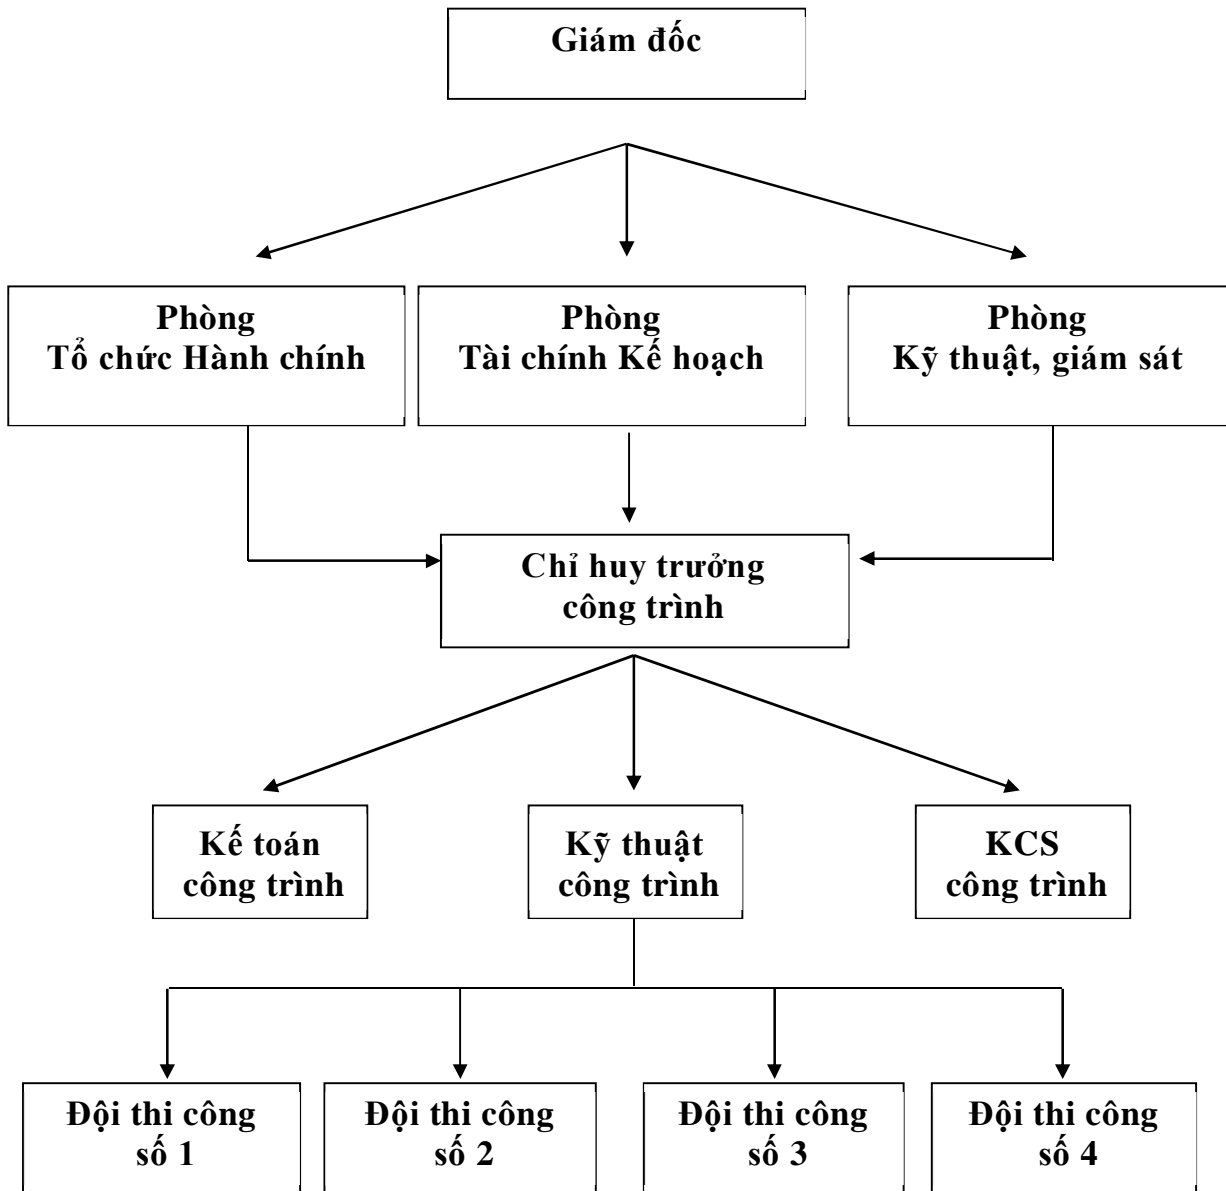 Giám đốc
Phòng
Tổ chức Hành chính
Phòng
Tài chính Kế hoạch
Phòng
Kỹ thuật, giám sát
Chỉ huy trưởng
công trình
Kế toán
công trình
Kỹ thuật
công trình
KCS
công trình
Đội thi công
số 1
Đội thi công
số 2
Đội thi công
số 3
Đội thi công
số 4